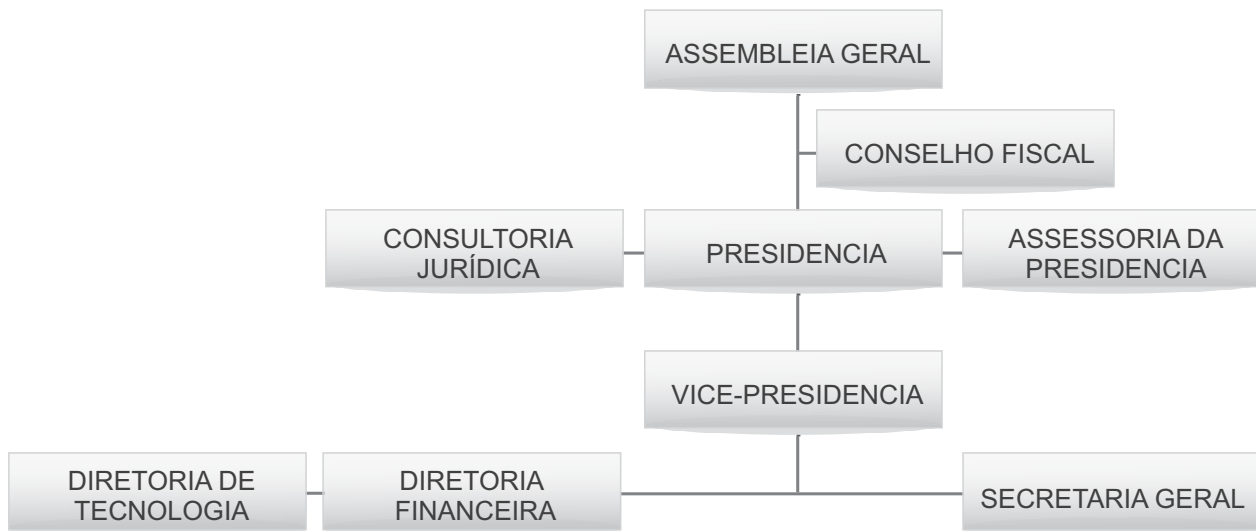 ASSEMBLEIA GERAL
CONSELHO FISCAL
CONSULTORIA
JURÍDICA
PRESIDENCIA
ASSESSORIA DA
PRESIDENCIA
VICE-PRESIDENCIA
DIRETORIA DE
TECNOLOGIA
DIRETORIA
FINANCEIRA
SECRETARIA GERAL